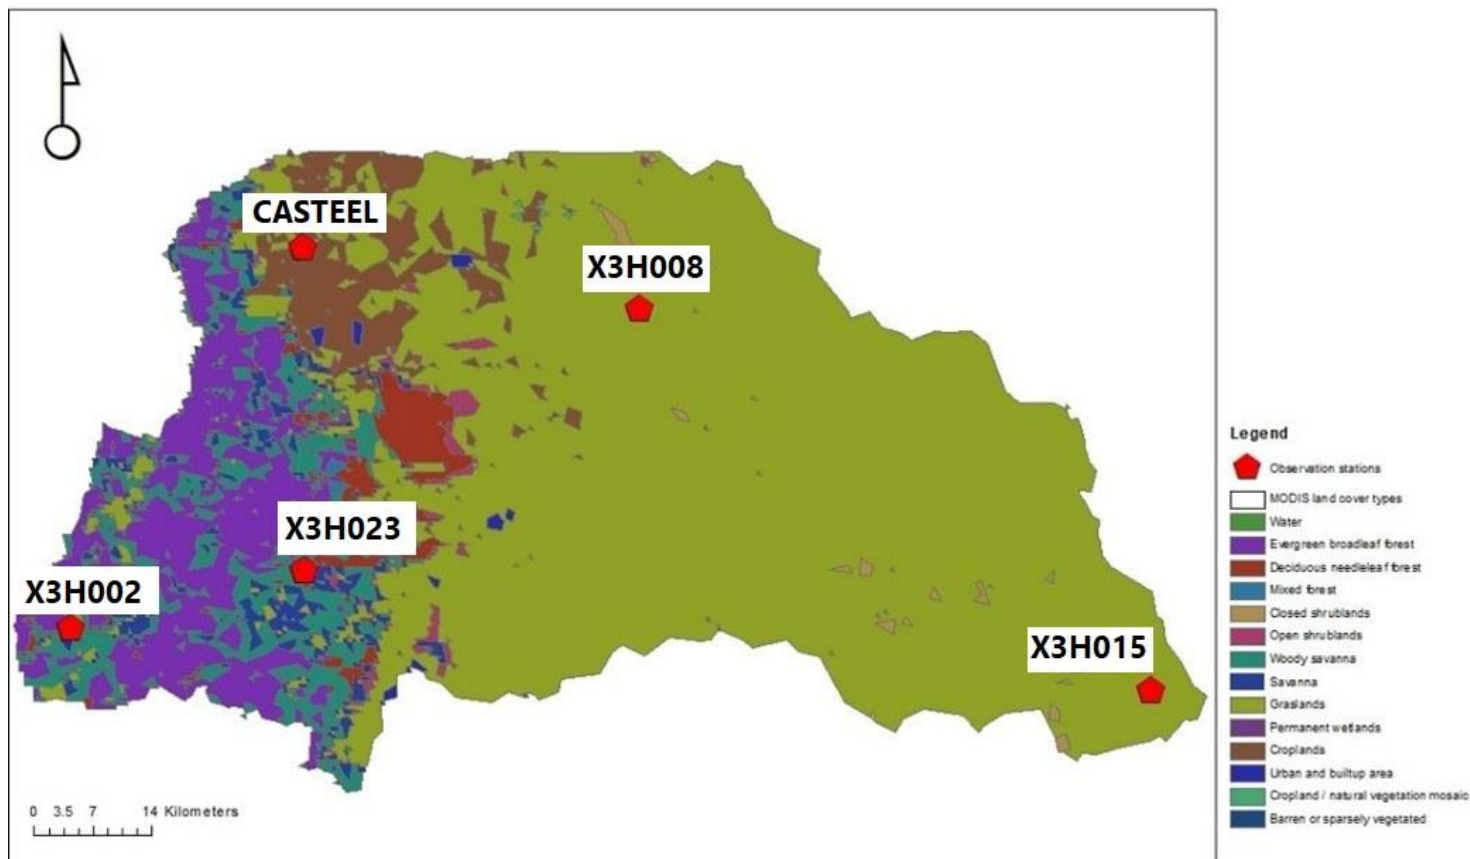 CASTEEL
X3H008
X3H023
X3H002
X3H015
0 3.5 7 14 Kilometers
Legend
Observation stations
MODIS land cover types
Water
Evergreen broadleaf forest
Deciduous needleleaf forest
Mixed forest
Closed shrublands
Open shrublands
Woody savanna
Savanna
Graslands
Permanent wetlands
Croplands
Urban and builtup area
Cropland / natural vegetation mosaic
Barren or sparsely vegetated